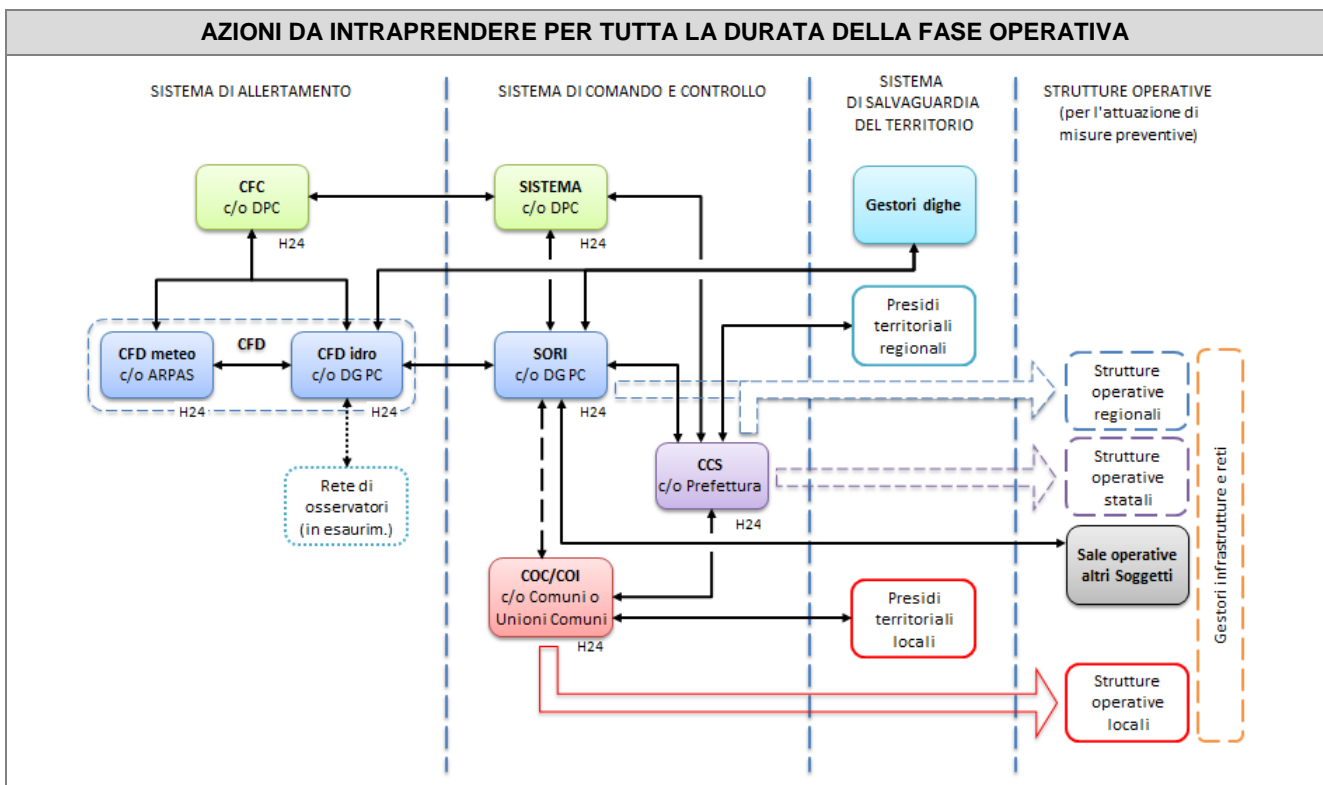 AZIONI DA INTRAPRENDERE PER TUTTA LA DURATA DELLA FASE OPERATIVA
SISTEMA DI ALLERTAMENTO
SISTEMA DI COMANDO E CONTROLLO
SISTEMA
DI SALVAGUARDIA
DEL TERRITORIO
STRUTTURE OPERATIVE
(per l'attuazione di
misure preventive)
CFC
c/o DPC
H24
SISTEMA
c/o DPC
H24
Gestori dighe
CFD meteo
c/o ARPAS
H24
CFD
CFD idro
c/o DG PC
H24
SORI
c/o DG PC
H24
Presidi
territoriali
regionali
Strutture
operative
regionali
CCS
c/o Prefettura
H24
Strutture
operative
statali
Rete di
osservatori
(in esaurim.)
Sale operative
altri Soggetti
COC/COI
c/o Comuni o
Unioni Comuni
H24
Presidi
territoriali
locali
Strutture
operative
locali
Gestori infrastrutture e reti